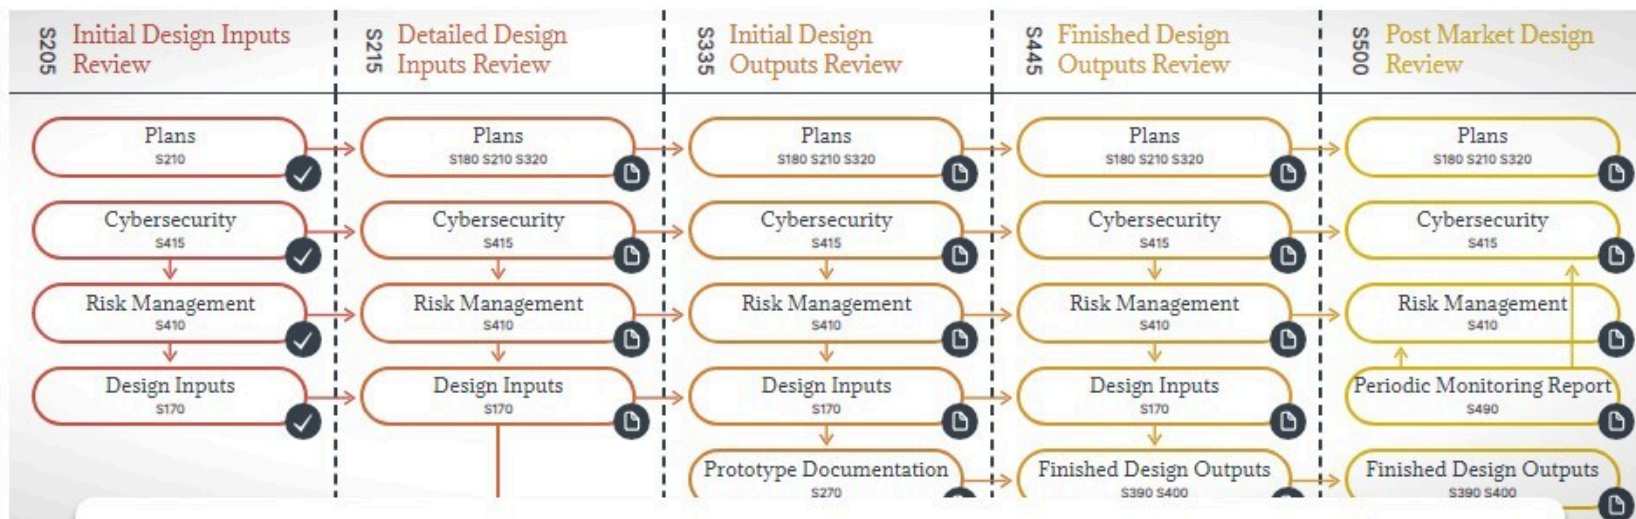 S205
Initial Design Inputs
Review
S215
Detailed Design
Inputs Review
S335
Initial Design
Outputs Review
S445
Finished Design
Outputs Review
S500
Post Market Design
Review
Plans
S210
Plans
S180 S210 S320
Plans
S180 S210 S320
Plans
S180 S210 S320
Plans
S180 S210 S320
Cybersecurity
S415
Cybersecurity
S415
Cybersecurity
S415
Cybersecurity
S415
Cybersecurity
S415
Risk Management
S410
Risk Management
S410
Risk Management
S410
Risk Management
S410
Risk Management
S410
Design Inputs
S170
Design Inputs
S170
Design Inputs
S170
Design Inputs
S170
Periodic Monitoring Report
S490
Prototype Documentation
S270
Finished Design Outputs
S390 S400
Finished Design Outputs
S390 S400